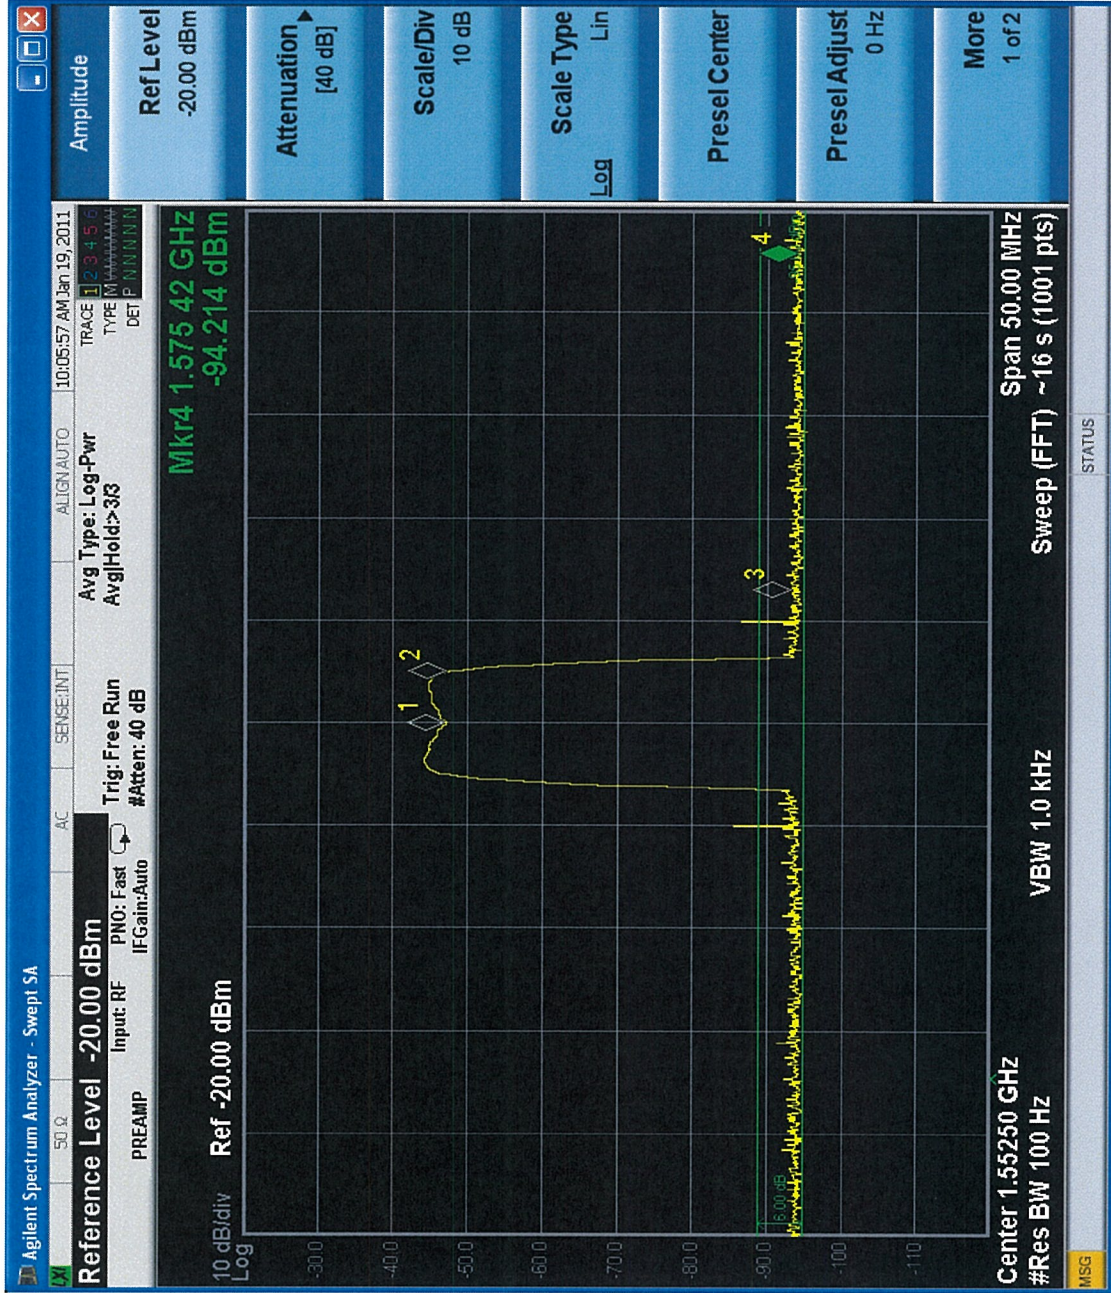 Agilent Spectrum Analyzer - Swept SA
LXI
50 Ω
AC
SENSE:INT
ALIGN AUTO
10:05:57 AM Jan 19, 2011
Reference Level -20.00 dBm
PREAMP
Input: RF
PNO: Fast
IFGain:Auto
Trig: Free Run
#Atten: 40 dB
Avg Type: Log-Pwr
Avg|Hold:>3/3
TRACE 1 2 3 4 5 6
TYPE
DET P N N N N N
Mkr4 1.575 42 GHz
-94.214 dBm
10 dB/div
Log
Ref -20.00 dBm
-30.0
-40.0
-50.0
-60.0
-70.0
-80.0
-90.0
-100
-110
1
2
3
4
6.00 dB
Center 1.55250 GHz
Span 50.00 MHz
#Res BW 100 Hz
VBW 1.0 kHz
Sweep (FFT) ~16 s (1001 pts)
MSG
STATUS
Amplitude
Ref Level
-20.00 dBm
Attenuation
[40 dB]
Scale/Div
10 dB
Scale Type
Log Lin
Presel Center
Presel Adjust
0 Hz
More
1 of 2